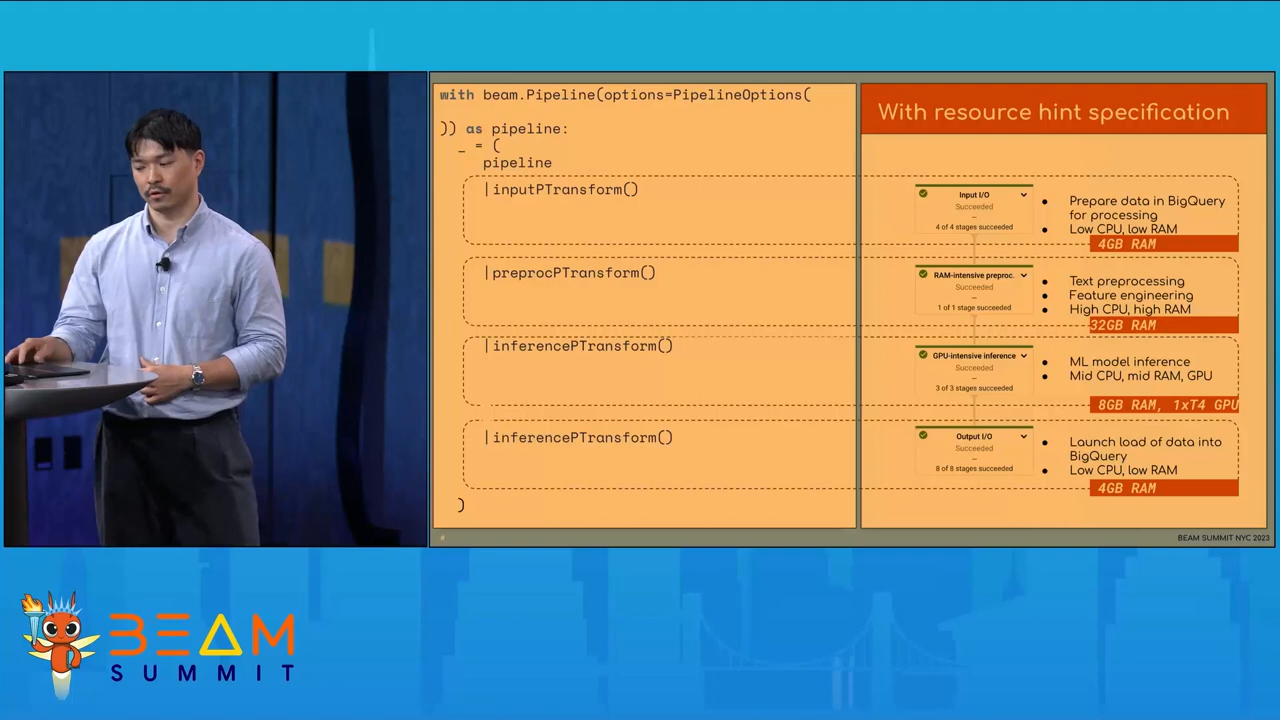 with beam.Pipeline(options=PipelineOptions(
)) as pipeline:
_ = (
pipeline
|inputPTransform()
|preprocPTransform()
|inferencePTransform()
|inferencePTransform()
)
With resource hint specification
Input I/O
Succeeded
–
4 of 4 stages succeeded
● Prepare data in BigQuery
for processing
● Low CPU, low RAM
4GB RAM
RAM-intensive preproc.
Succeeded
–
1 of 1 stage succeeded
● Text preprocessing
● Feature engineering
● High CPU, high RAM
32GB RAM
GPU-intensive inference
Succeeded
–
3 of 3 stages succeeded
● ML model inference
● Mid CPU, mid RAM, GPU
8GB RAM, 1xT4 GPU
Output I/O
Succeeded
–
8 of 8 stages succeeded
● Launch load of data into
BigQuery
● Low CPU, low RAM
4GB RAM
#
BEAM SUMMIT NYC 2023
BEAM
SUMMIT